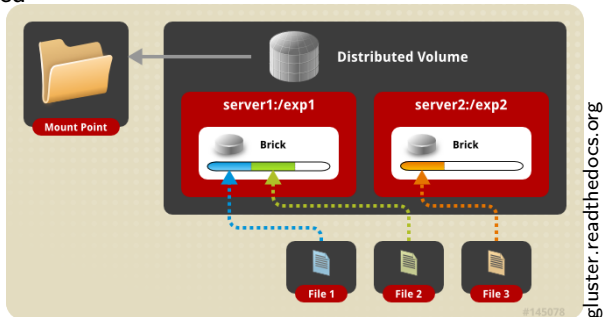 Distributed Volume
Mount Point
server1:/exp1
server2:/exp2
Brick
Brick
File 1
File 2
File 3
#145078
gluster.readthedocs.org